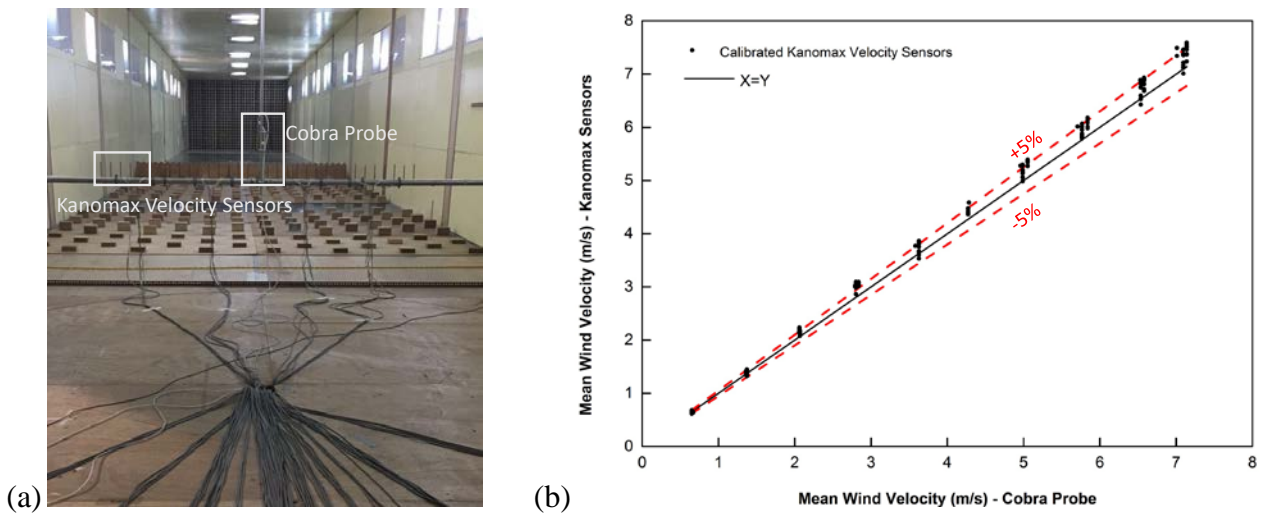 Cobra Probe
Kanomax Velocity Sensors
(a)
8
7
6
5
4
3
2
1
0
Mean Wind Velocity (m/s) - Kanomax Sensors
Calibrated Kanomax Velocity Sensors
X=Y
+5%
-5%
0 1 2 3 4 5 6 7 8
Mean Wind Velocity (m/s) - Cobra Probe
(b)